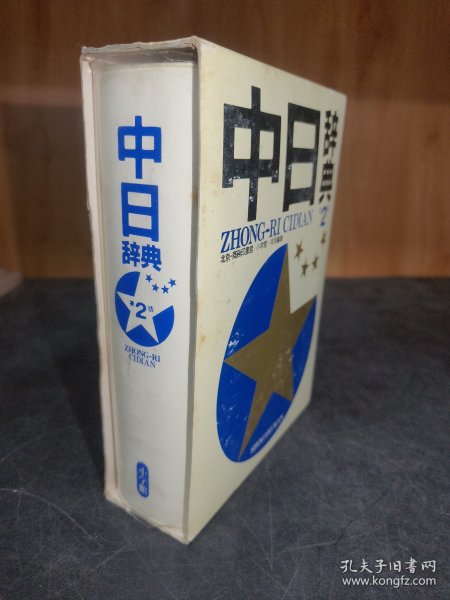 中日
辞典
第2版
ZHONG-RI
CIDIAN
小学館
中日辞典
2
ZHONG-RI CIDIAN
北京・商務印書館 小学館 共同編集
孔夫子旧书网
www.kongfz.com